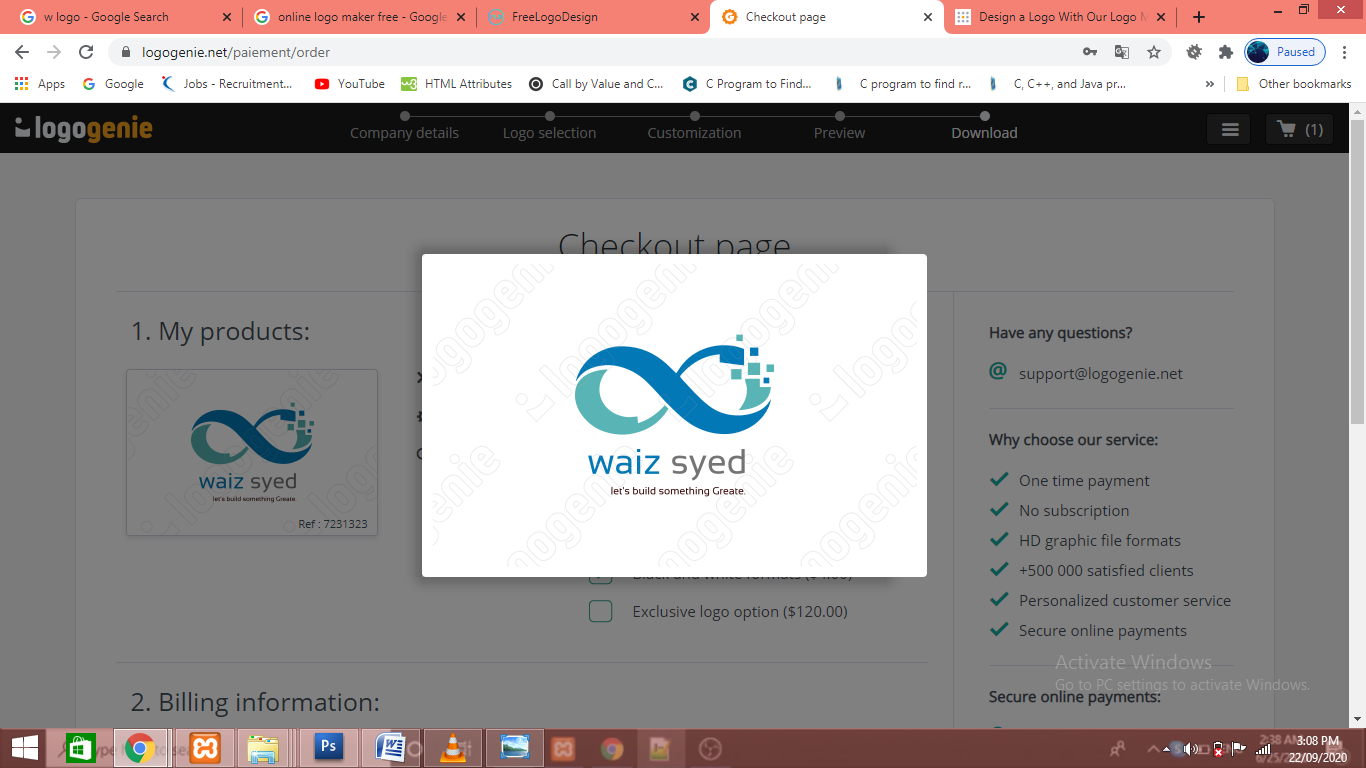 w logo - Google Search
online logo maker free - Google
FreeLogoDesign
Checkout page
Design a Logo With Our Logo M
logogenie.net/paiement/order
Paused
Apps
Google
Jobs - Recruitment...
YouTube
HTML Attributes
Call by Value and C...
C Program to Find...
C program to find r...
C, C++, and Java pr...
»
Other bookmarks
logogenie
Company details
Logo selection
Customization
Preview
Download
(1)
Checkout page
1. My products:
waiz syed
let's build something Greate.
Ref : 7231323
logogenie
logogenie
logogenie
waiz syed
let's build something Greate.
Black and white formats ($4.00)
Exclusive logo option ($120.00)
2. Billing information:
Have any questions?
@ support@logogenie.net
Why choose our service:
One time payment
No subscription
HD graphic file formats
+500 000 satisfied clients
Personalized customer service
Secure online payments
Secure online payments:
Activate Windows
Go to PC settings to activate Windows.
Ps
3:08 PM
22/09/2020